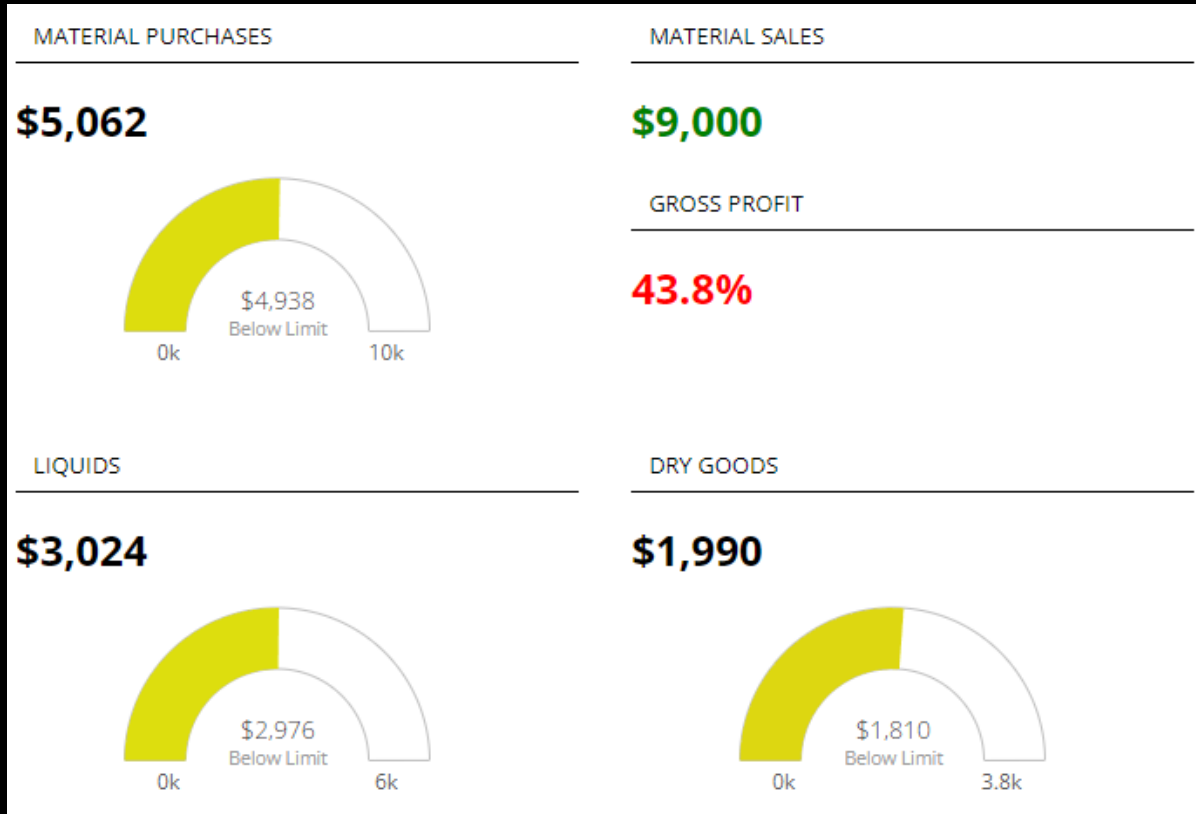 MATERIAL PURCHASES
$5,062
$4,938
Below Limit
0k
10k
MATERIAL SALES
$9,000
GROSS PROFIT
43.8%
LIQUIDS
$3,024
$2,976
Below Limit
0k
6k
DRY GOODS
$1,990
$1,810
Below Limit
0k
3.8k